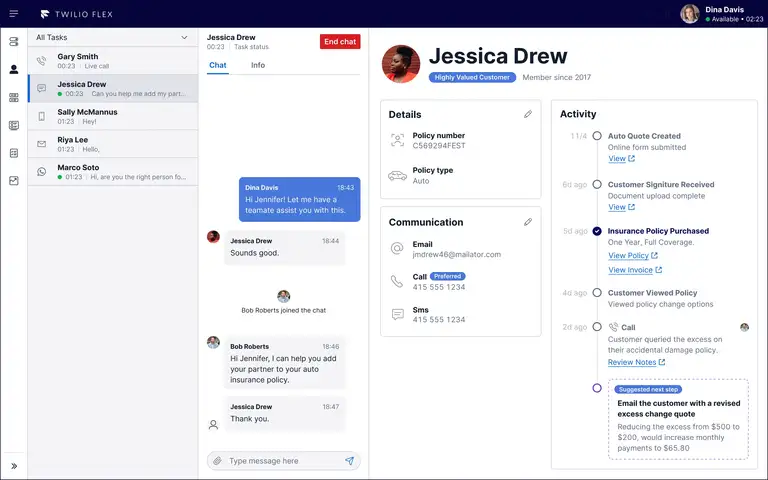 TWILIO FLEX
Dina Davis
Available • 02:23
All Tasks
Gary Smith
00:23 | Live call
Jessica Drew
00:23 | Can you help me add my part...
Sally McMannus
01:23 | Hey!
Riya Lee
01:23 | Hello,
Marco Soto
01:23 | Hi, are you the right person fo...
Jessica Drew
00:23 | Task status
End chat
Chat
Info
Dina Davis 18:43
Hi Jennifer! Let me have a
teamate assist you with this.
Jessica Drew 18:44
Sounds good.
Bob Roberts joined the chat
Bob Roberts 18:46
Hi Jennifer, I can help you add
your partner to your auto
insurance policy.
Jessica Drew 18:47
Thank you.
Type message here
Jessica Drew
Highly Valued Customer
Member since 2017
Details
Policy number
C569294FEST
Policy type
Auto
Communication
Email
jmdrew46@mailator.com
Call Preferred
415 555 1234
Sms
415 555 1234
Activity
11/4 Auto Quote Created
Online form submitted
View
6d ago Customer Signiture Received
Document upload complete
View
5d ago Insurance Policy Purchased
One Year, Full Coverage.
View Policy
View Invoice
4d ago Customer Viewed Policy
Viewed policy change options
2d ago Call
Customer queried the excess on
their accidental damage policy.
Review Notes
Suggested next step
Email the customer with a revised
excess change quote
Reducing the excess from $500 to
$200, would increase monthly
payments to $65.80